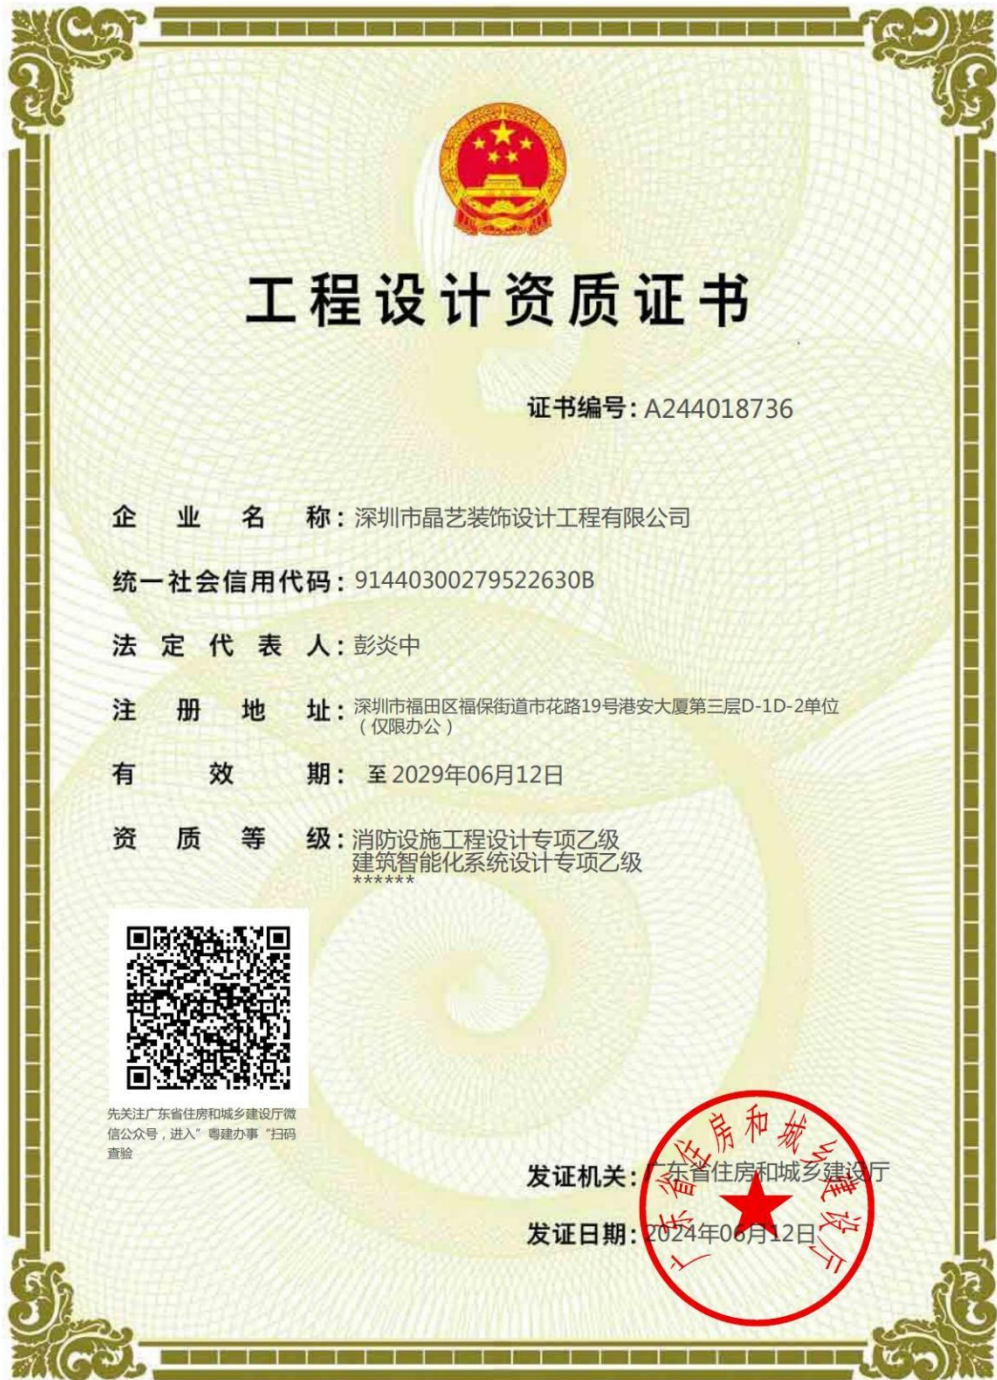 工程设计资质证书
证书编号：A244018736
企业名称：深圳市晶艺装饰设计工程有限公司
统一社会信用代码：91440300279522630B
法定代表人：彭炎中
注册地址：深圳市福田区福保街道市花路19号港安大厦第三层D-1D-2单位
（仅限办公）
有效期：至2029年06月12日
资质等级：消防设施工程设计专项乙级
建筑智能化系统设计专项乙级
******
先关注广东省住房和城乡建设厅微
信公众号，进入”粤建办事“扫码
查验
发证机关：广东省住房和城乡建设厅
发证日期：2024年06月12日
广东省住房和城乡建设厅